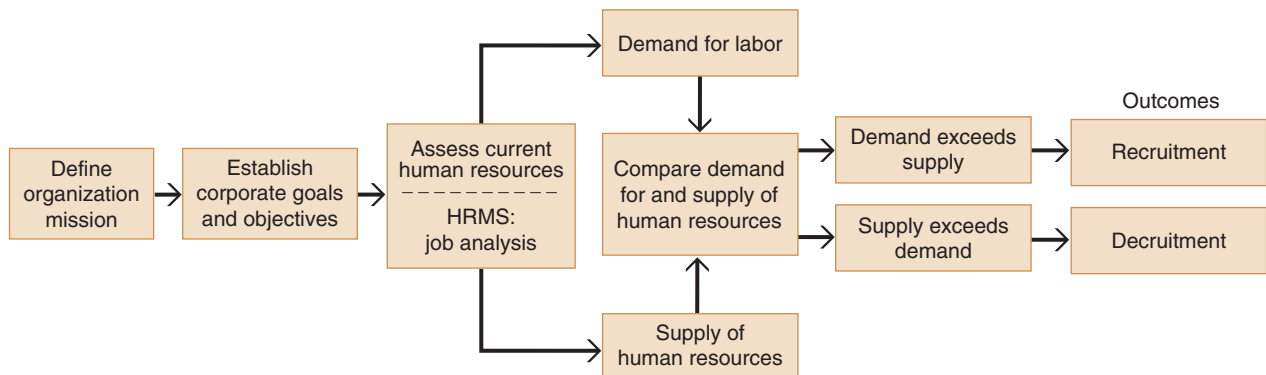 Define
organization
mission
Establish
corporate goals
and objectives
Assess current
human resources
HRMS:
job analysis
Demand for labor
Compare demand
for and supply of
human resources
Supply of
human resources
Demand exceeds
supply
Supply exceeds
demand
Outcomes
Recruitment
Decruitment